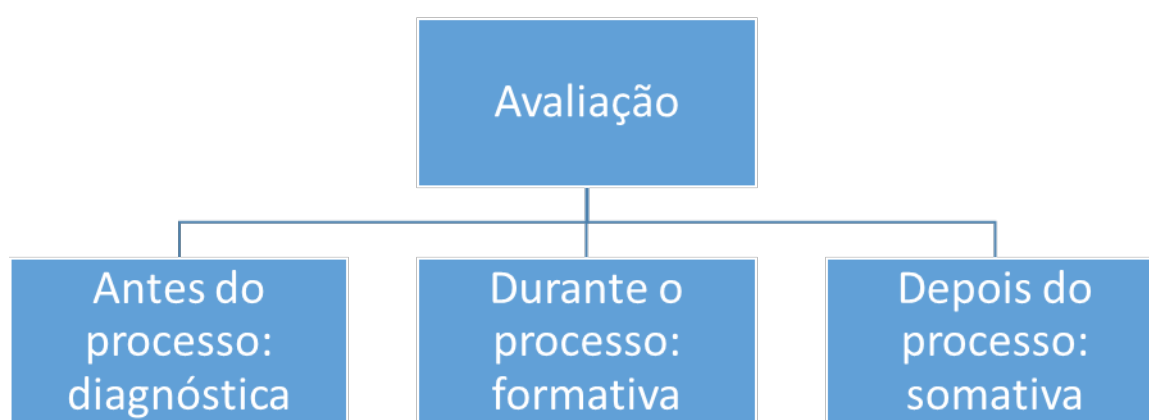 Avaliação
Antes do
processo:
diagnóstica
Durante o
processo:
formativa
Depois do
processo:
somativa